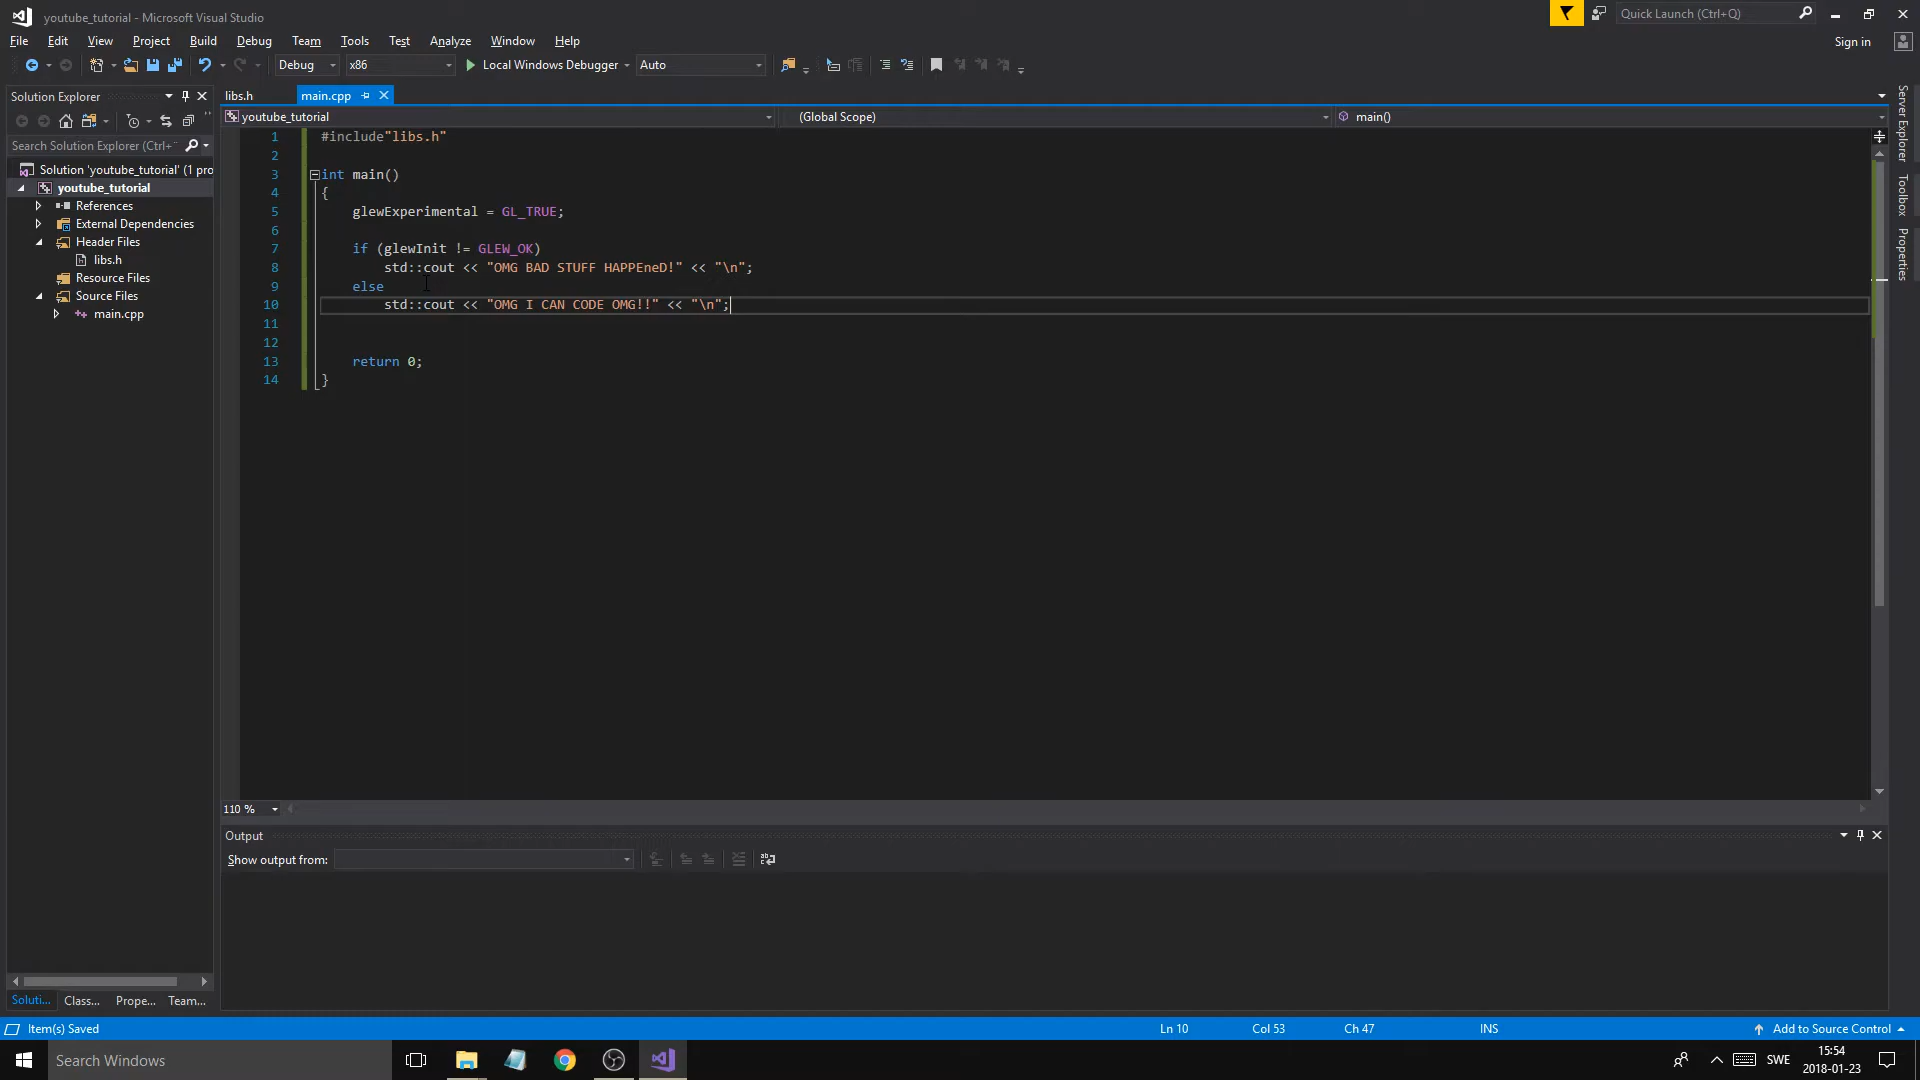 youtube_tutorial - Microsoft Visual Studio
Quick Launch (Ctrl+Q)
File Edit View Project Build Debug Team Tools Test Analyze Window Help
Sign in
Debug x86 Local Windows Debugger Auto
Solution Explorer
libs.h main.cpp
youtube_tutorial (Global Scope) main()
Search Solution Explorer (Ctrl+
Solution 'youtube_tutorial' (1 pro
youtube_tutorial
References
External Dependencies
Header Files
libs.h
Resource Files
Source Files
main.cpp
1 #include"libs.h"
2
3 int main()
4 {
5 glewExperimental = GL_TRUE;
6
7 if (glewInit != GLEW_OK)
8 std::cout << "OMG BAD STUFF HAPPEneD!" << "\n";
9 else
10 std::cout << "OMG I CAN CODE OMG!!" << "\n";
11
12
13 return 0;
14 }
Server Explorer
Toolbox
Properties
110 %
Output
Show output from:
Soluti... Class... Prope... Team...
Item(s) Saved Ln 10 Col 53 Ch 47 INS Add to Source Control
Search Windows
SWE
15:54
2018-01-23